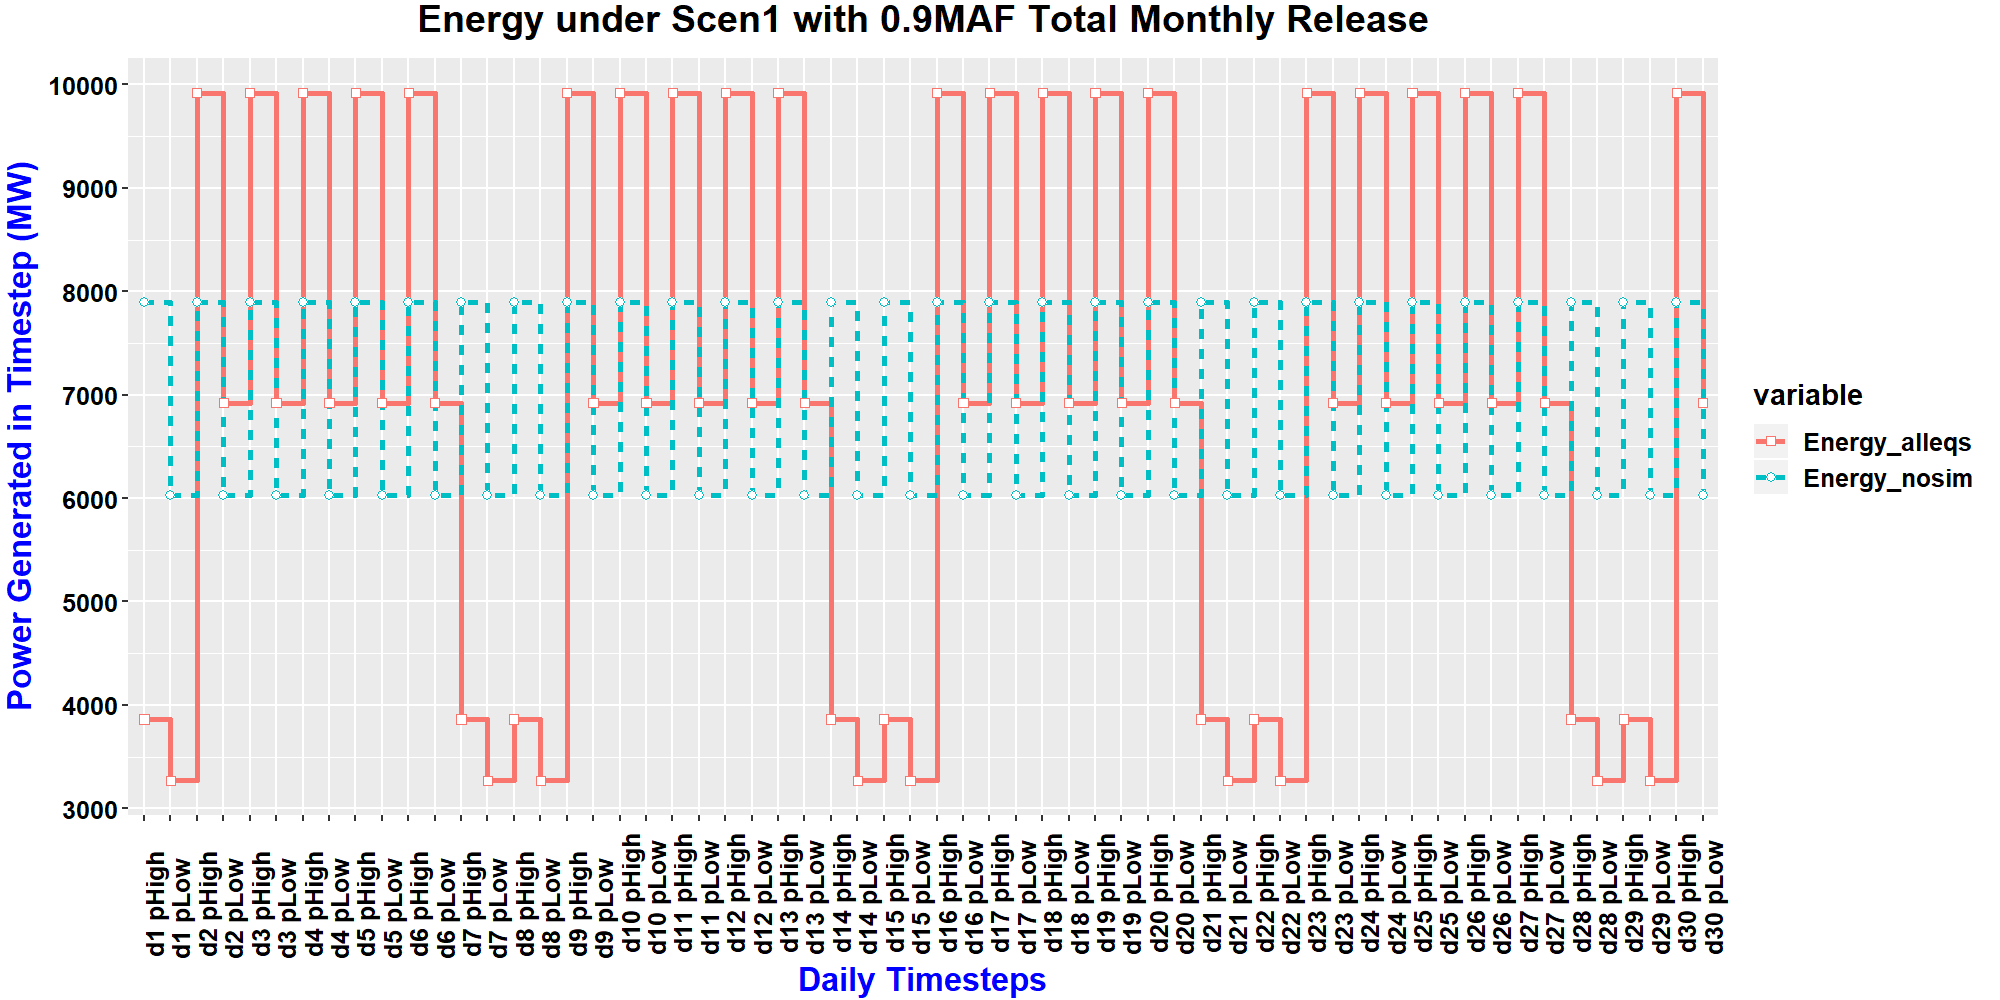 Energy under Scen1 with 0.9MAF Total Monthly Release
Power Generated in Timestep (MW)
10000
9000
8000
7000
6000
5000
4000
3000
d1 pHigh
d1 pLow
d2 pHigh
d2 pLow
d3 pHigh
d3 pLow
d4 pHigh
d4 pLow
d5 pHigh
d5 pLow
d6 pHigh
d6 pLow
d7 pHigh
d7 pLow
d8 pHigh
d8 pLow
d9 pHigh
d9 pLow
d10 pHigh
d10 pLow
d11 pHigh
d11 pLow
d12 pHigh
d12 pLow
d13 pHigh
d13 pLow
d14 pHigh
d14 pLow
d15 pHigh
d15 pLow
d16 pHigh
d16 pLow
d17 pHigh
d17 pLow
d18 pHigh
d18 pLow
d19 pHigh
d19 pLow
d20 pHigh
d20 pLow
d21 pHigh
d21 pLow
d22 pHigh
d22 pLow
d23 pHigh
d23 pLow
d24 pHigh
d24 pLow
d25 pHigh
d25 pLow
d26 pHigh
d26 pLow
d27 pHigh
d27 pLow
d28 pHigh
d28 pLow
d29 pHigh
d29 pLow
d30 pHigh
d30 pLow
Daily Timesteps
variable
Energy_alleqs
Energy_nosim